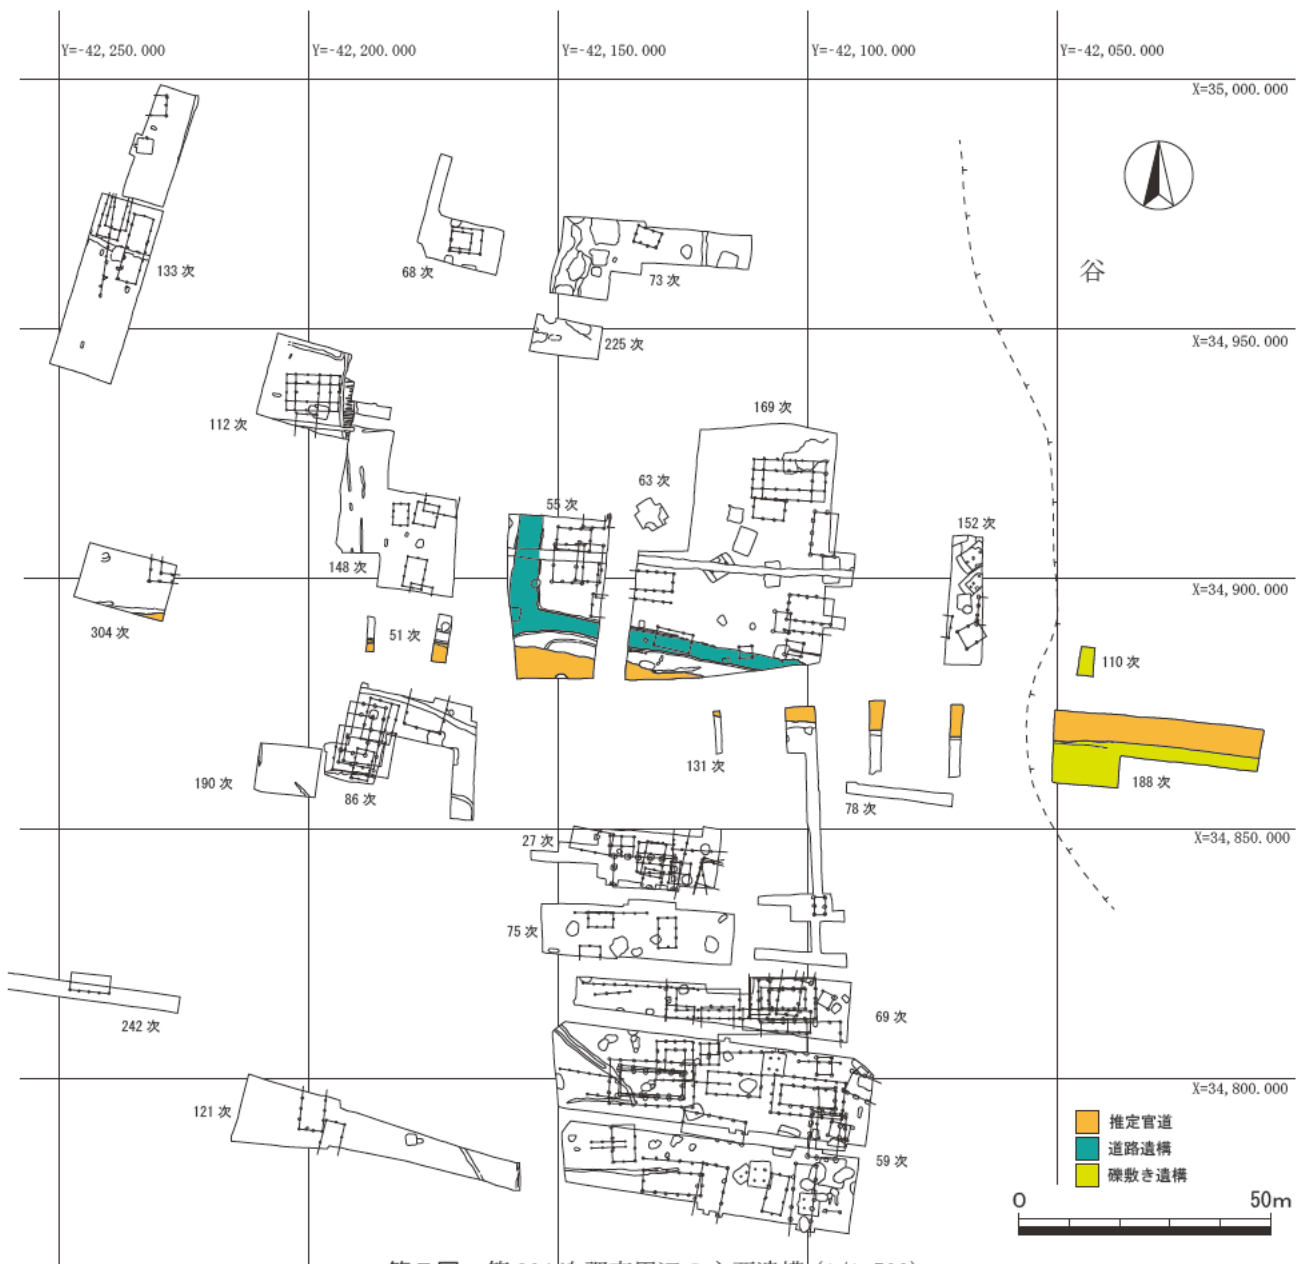 Y=-42,250.000
Y=-42,200.000
Y=-42,150.000
Y=-42,100.000
Y=-42,050.000
X=35,000.000
谷
133 次
68 次
73 次
X=34,950.000
225 次
112 次
169 次
63 次
55 次
152 次
148 次
X=34,900.000
304 次
51 次
110 次
131 次
190 次
86 次
78 次
188 次
27 次
X=34,850.000
75 次
242 次
69 次
X=34,800.000
121 次
59 次
推定官道
道路遺構
礫敷き遺構
0 50m